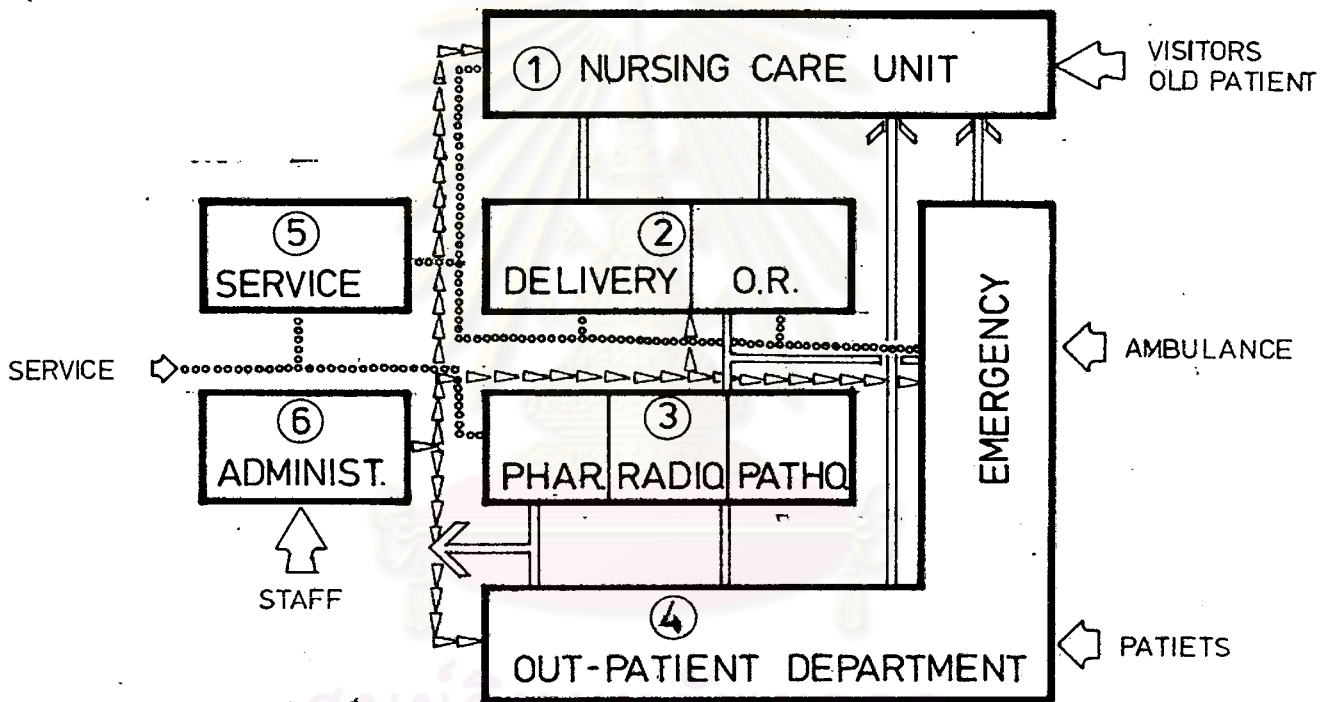 ① NURSING CARE UNIT
VISITORS
OLD PATIENT
⑤
SERVICE
②
DELIVERY O.R.
EMERGENCY
AMBULANCE
SERVICE
⑥
ADMINIST.
③
PHAR. RADIO. PATHO.
STAFF
④
OUT-PATIENT DEPARTMENT
PATIETS